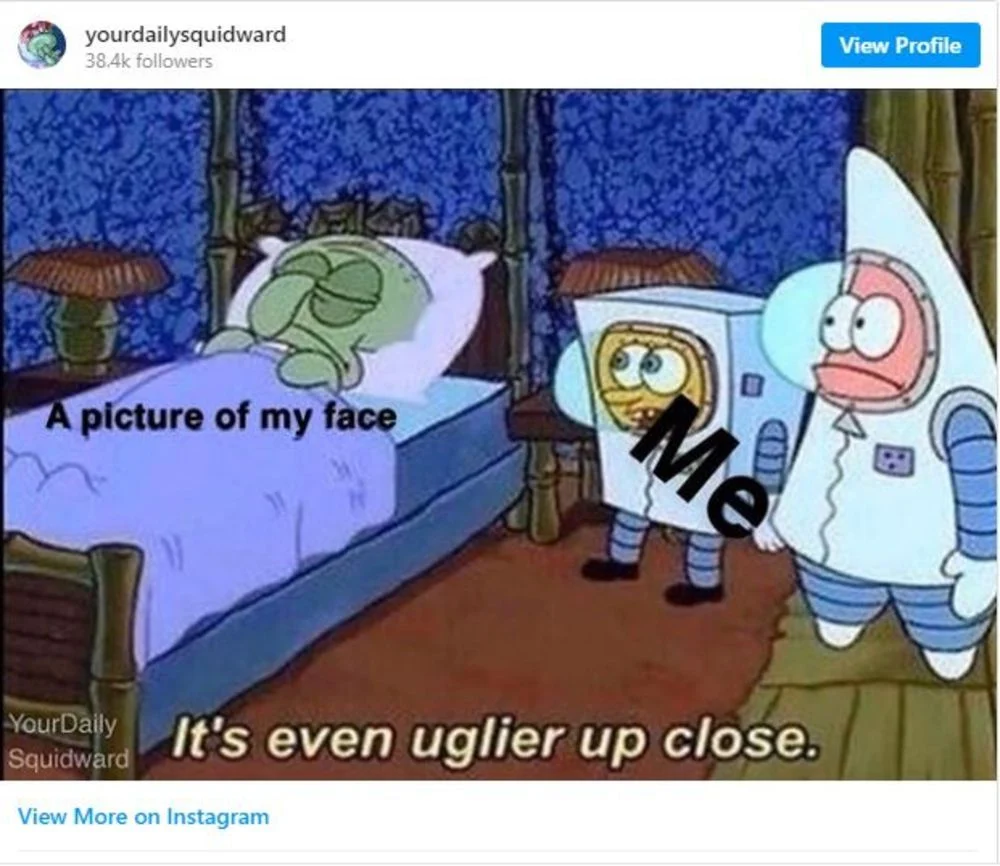 yourdailysquidward
38.4k followers
View Profile
A picture of my face
Me
YourDaily
Squidward
It's even uglier up close.
View More on Instagram